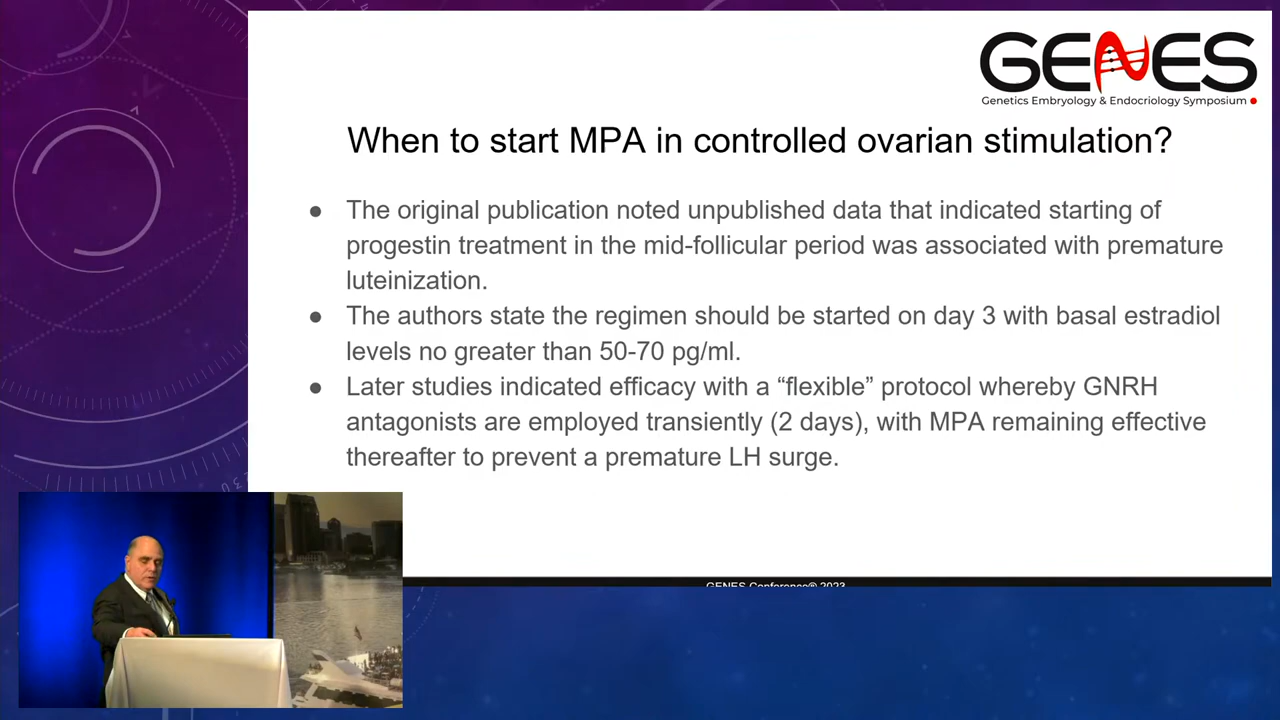 GENES
Genetics Embryology & Endocriology Symposium
When to start MPA in controlled ovarian stimulation?
● The original publication noted unpublished data that indicated starting of
progestin treatment in the mid-follicular period was associated with premature
luteinization.
● The authors state the regimen should be started on day 3 with basal estradiol
levels no greater than 50-70 pg/ml.
● Later studies indicated efficacy with a “flexible” protocol whereby GNRH
antagonists are employed transiently (2 days), with MPA remaining effective
thereafter to prevent a premature LH surge.
GENES Conference® 2023